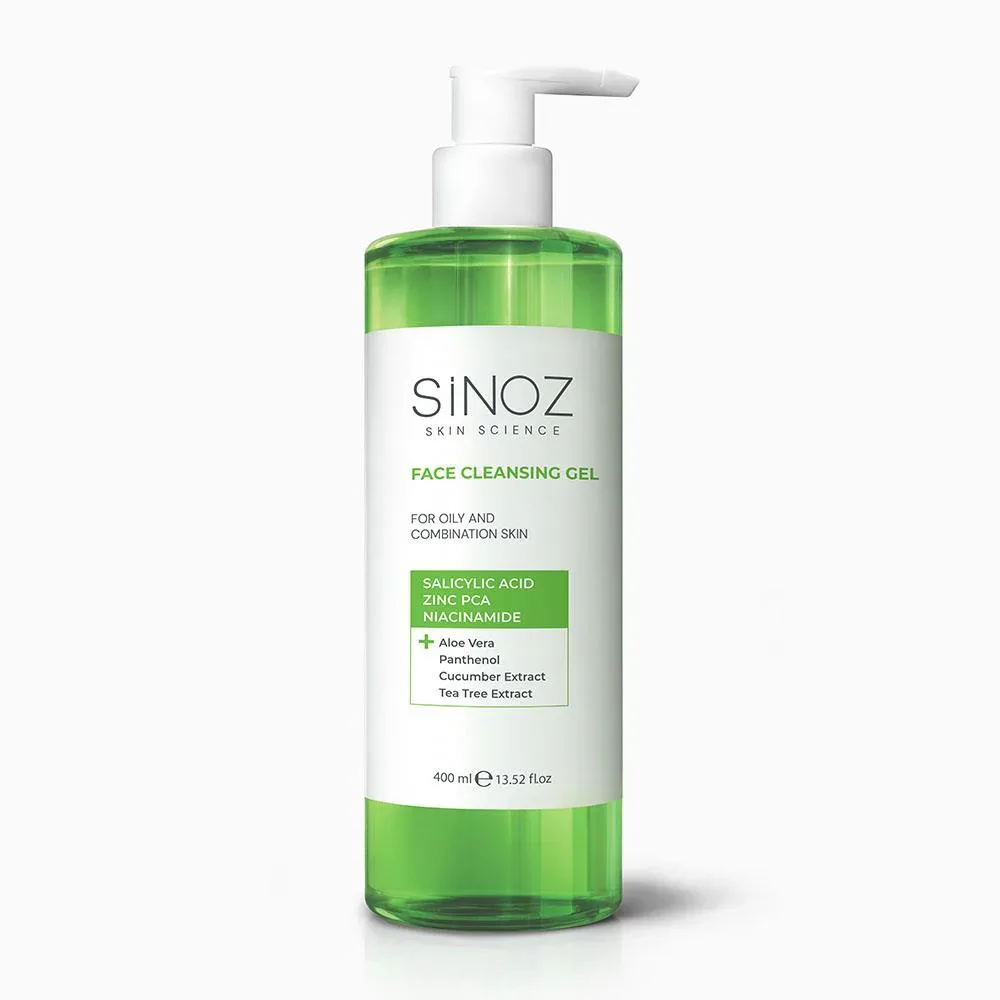 SiNOZ
SKIN SCIENCE
FACE CLEANSING GEL
FOR OILY AND
COMBINATION SKIN
SALICYLIC ACID
ZINC PCA
NIACINAMIDE
+ Aloe Vera
Panthenol
Cucumber Extract
Tea Tree Extract
400 ml ℮ 13.52 fl.oz